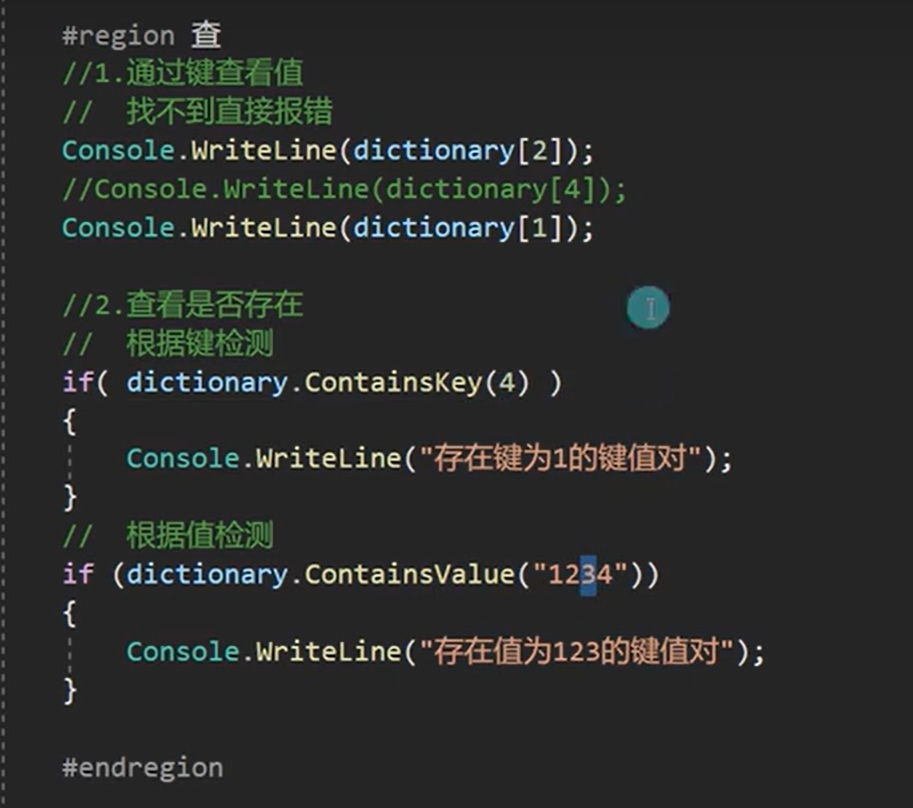 #region 查
//1.通过键查看值
//  找不到直接报错
Console.WriteLine(dictionary[2]);
//Console.WriteLine(dictionary[4]);
Console.WriteLine(dictionary[1]);
//2.查看是否存在
//  根据键检测
if( dictionary.ContainsKey(4) )
{
    Console.WriteLine("存在键为1的键值对");
}
//  根据值检测
if (dictionary.ContainsValue("1234"))
{
    Console.WriteLine("存在值为123的键值对");
}
#endregion